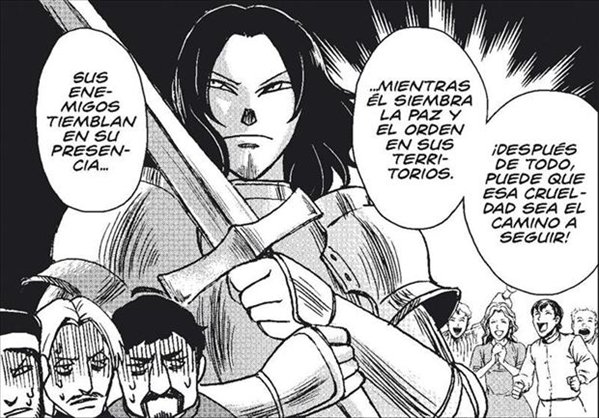 SUS
ENE-
MIGOS
TIEMBLAN
EN SU
PRESEN-
CIA...
...MIENTRAS
ÉL SIEMBRA
LA PAZ Y
EL ORDEN
EN SUS
TERRI-
TORIOS.
¡DESPUÉS
DE TODO,
PUEDE QUE
ESA CRUEL-
DAD SEA EL
CAMINO A
SEGUIR!